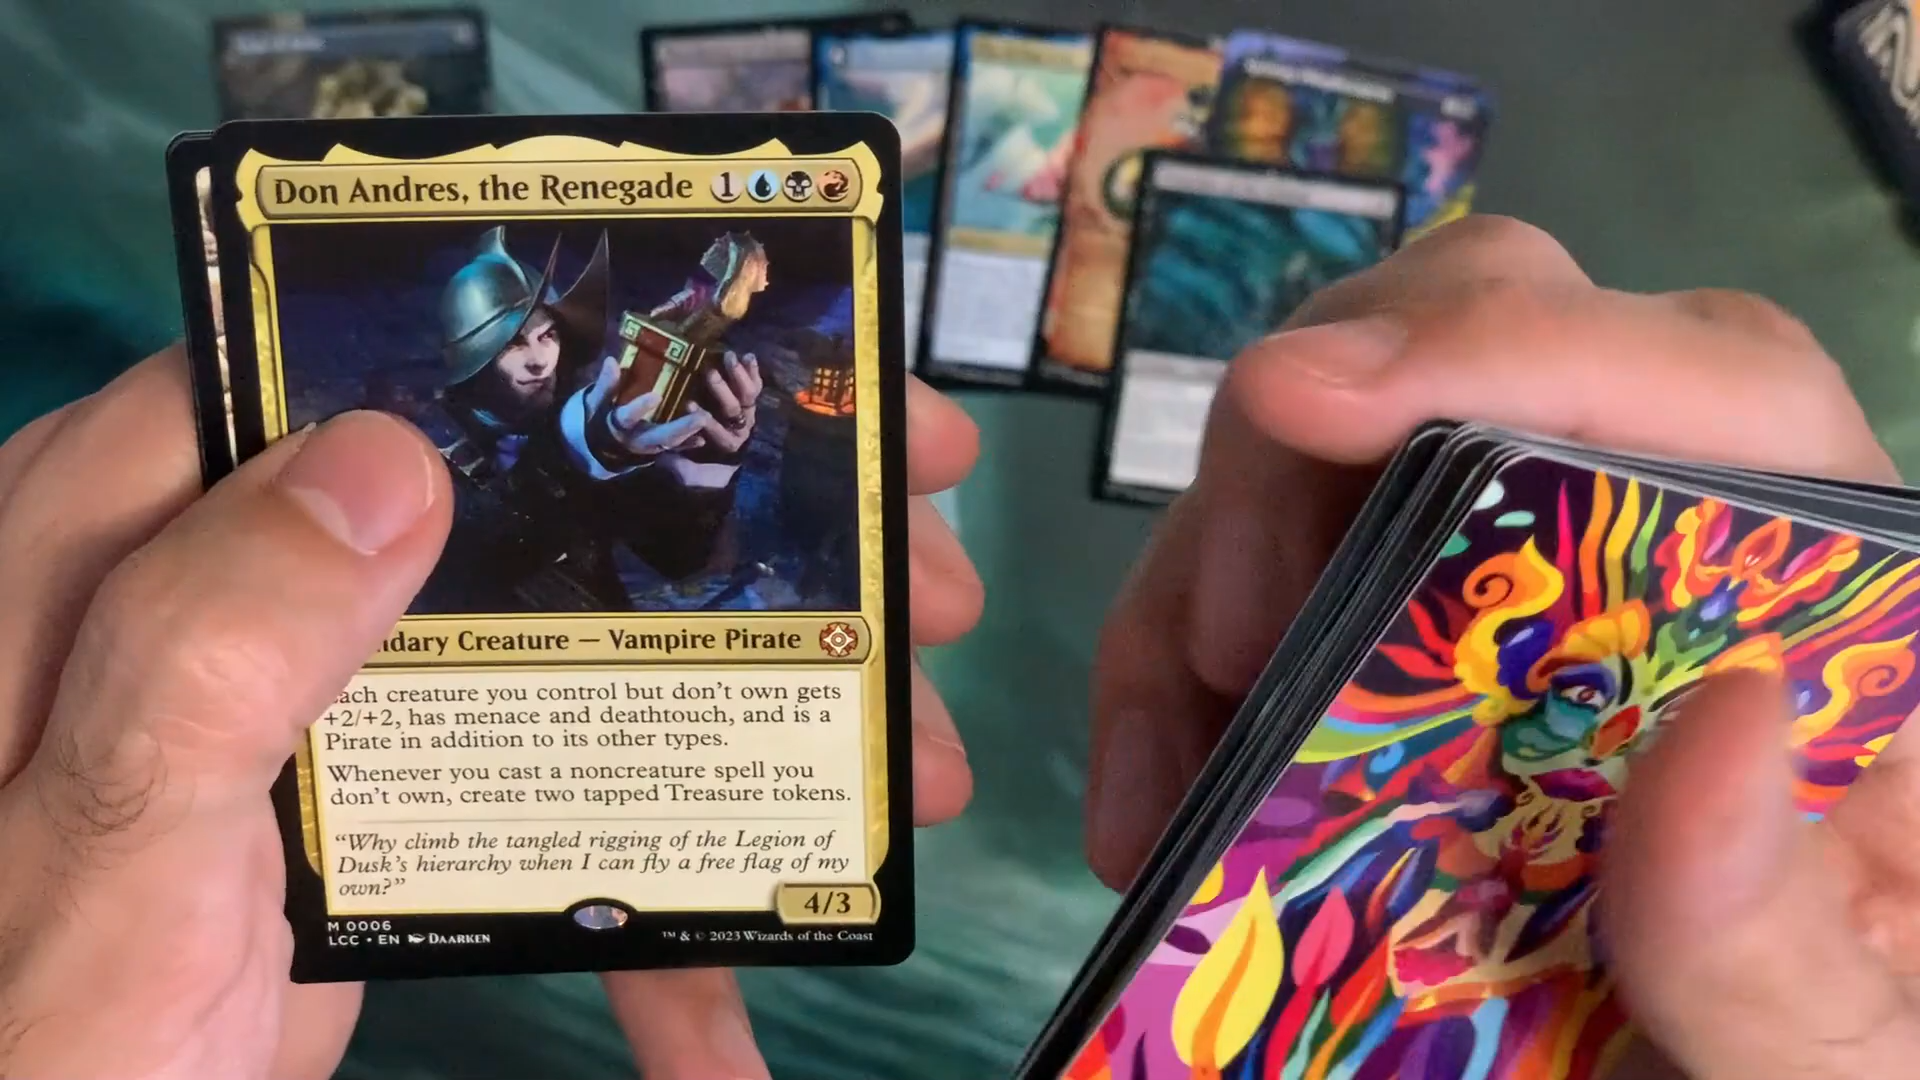 Don Andres, the Renegade 1
ndary Creature — Vampire Pirate
ach creature you control but don't own gets
+2/+2, has menace and deathtouch, and is a
Pirate in addition to its other types.
Whenever you cast a noncreature spell you
don't own, create two tapped Treasure tokens.
"Why climb the tangled rigging of the Legion of
Dusk's hierarchy when I can fly a free flag of my
own?"
4/3
M 0006
LCC • EN DAARKEN
™ & © 2023 Wizards of the Coast